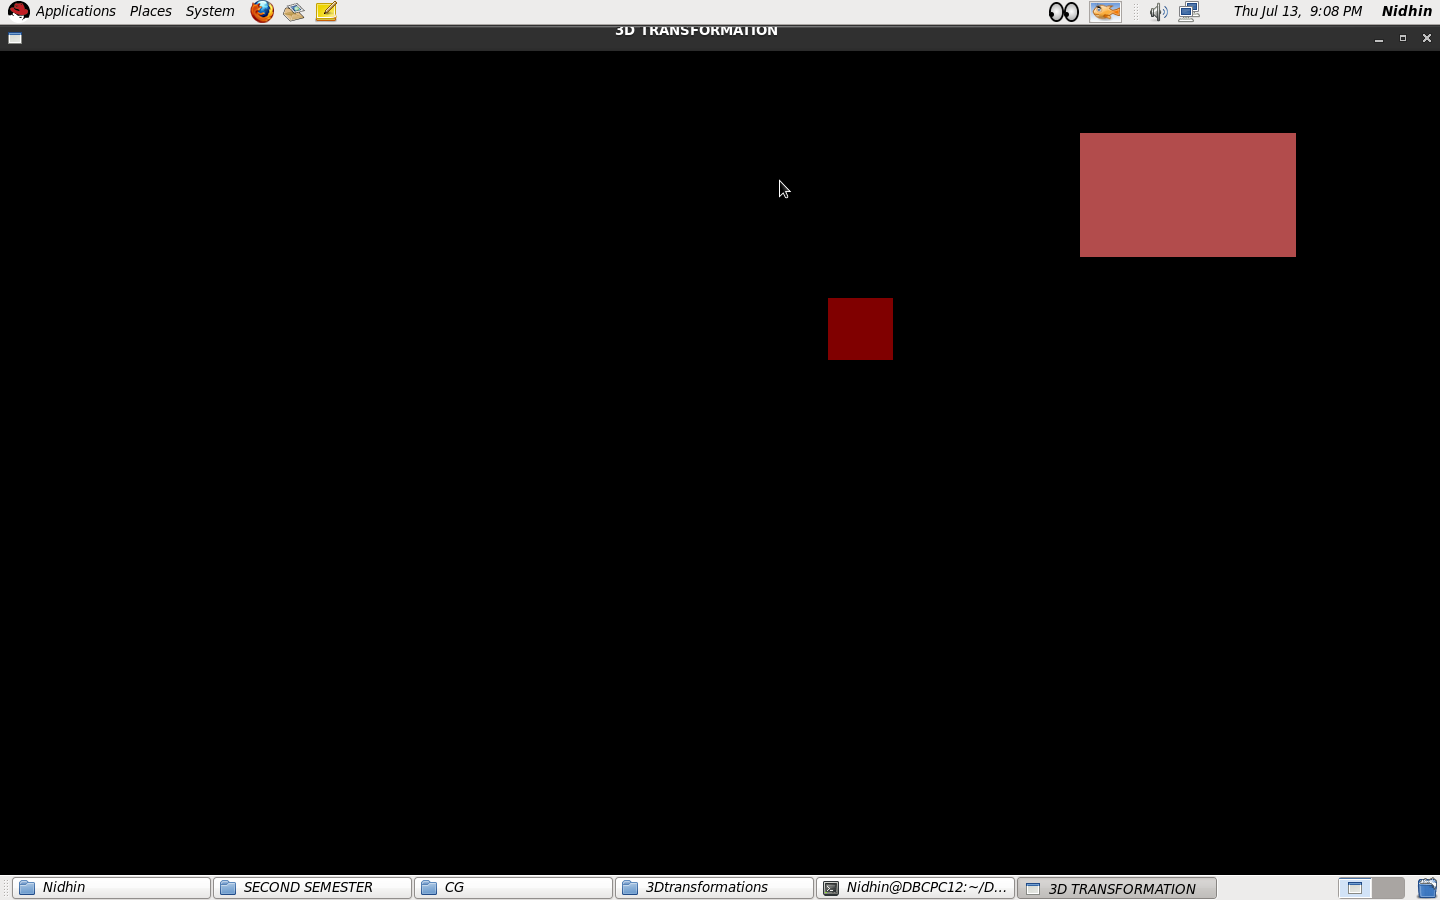 Applications Places System Thu Jul 13, 9:08 PM Nidhin
3D TRANSFORMATION
Nidhin SECOND SEMESTER CG 3Dtransformations Nidhin@DBCPC12:~/D... 3D TRANSFORMATION